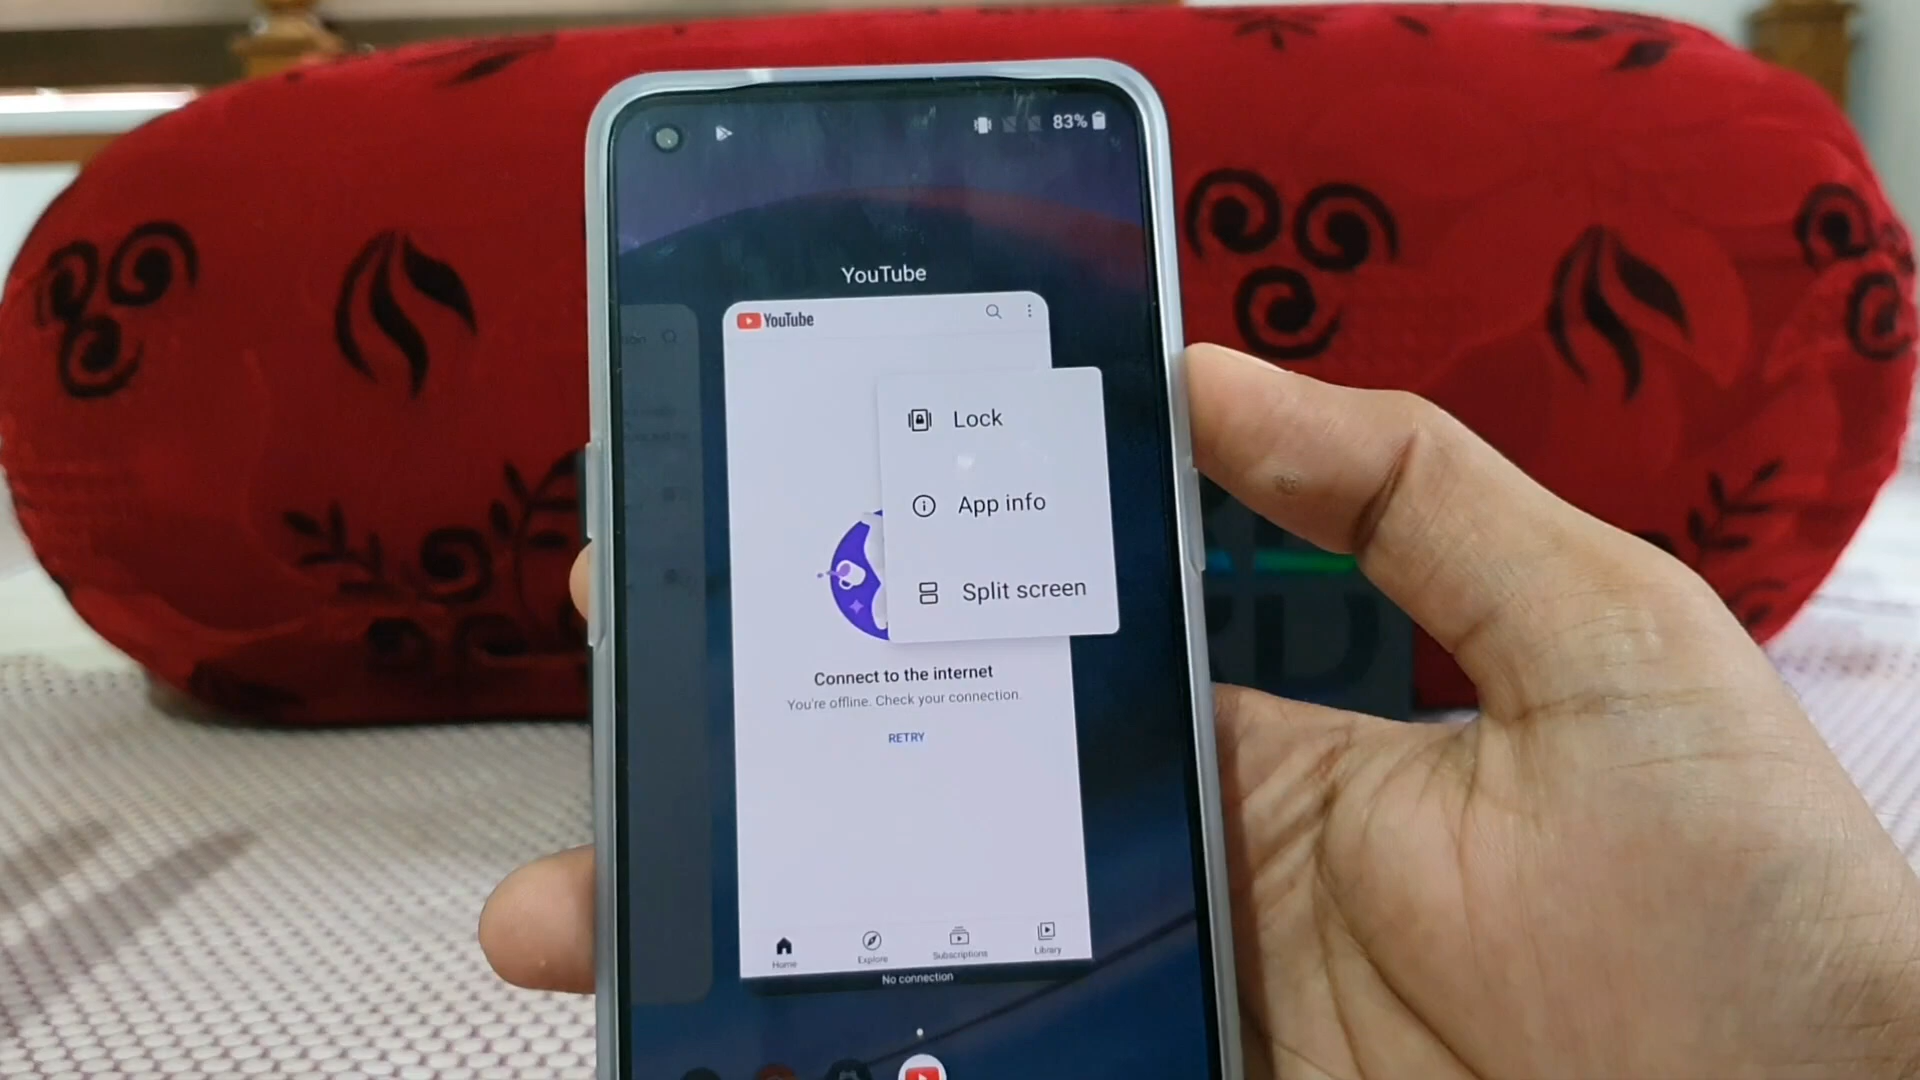 83%
YouTube
YouTube
Lock
App info
Split screen
Connect to the internet
You're offline. Check your connection.
RETRY
Home
Explore
Subscriptions
Library
No connection